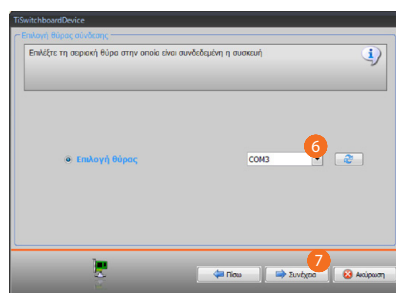 TiSwitchboardDevice
Επιλογή θύρας σύνδεσης
Επιλέξτε τη σειριακή θύρα στην οποία είναι συνδεδεμένη η συσκευή
6
Επιλογή θύρας COM3
7
Πίσω Συνέχεια Ακύρωση